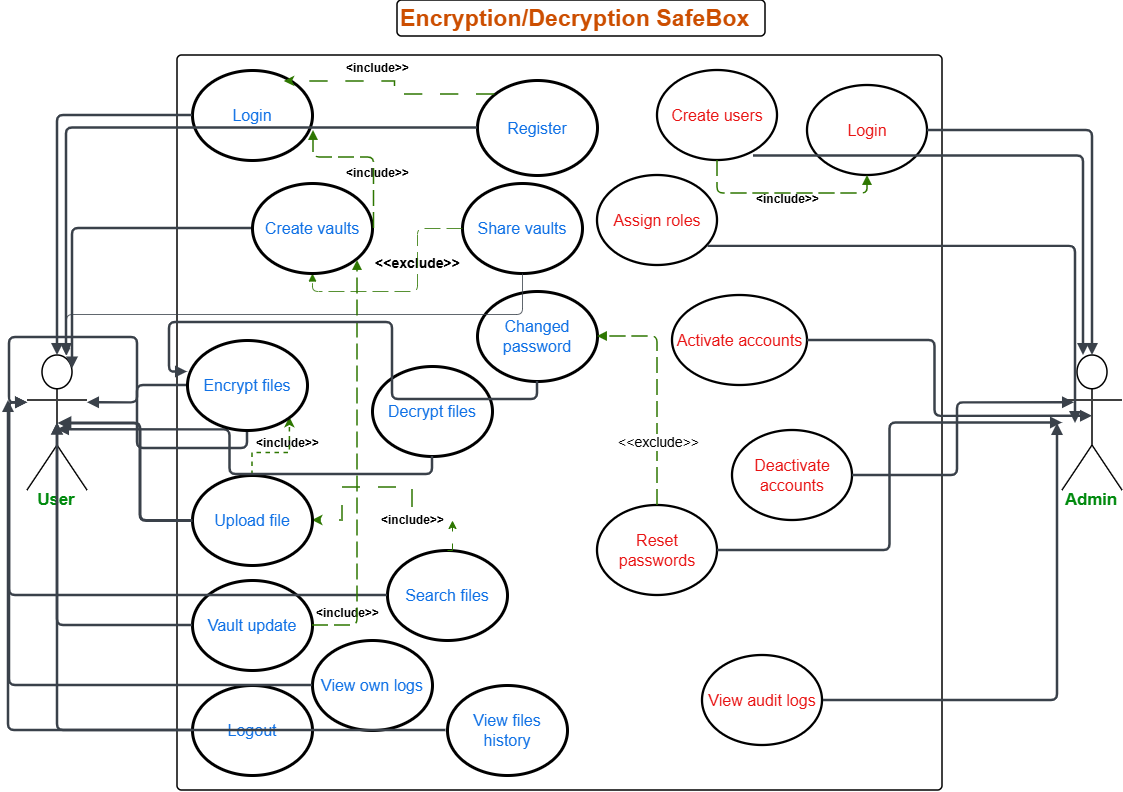 Encryption/Decryption SafeBox
<include>>
Login
Register
Create users
Login
<include>>
<include>>
Assign roles
Create vaults
Share vaults
<<exclude>>
Changed
password
Activate accounts
Encrypt files
Decrypt files
<include>>
<<exclude>>
Deactivate
accounts
User
Admin
Upload file
<include>>
Reset
passwords
Search files
Vault update
<include>>
View own logs
View audit logs
Logout
View files
history